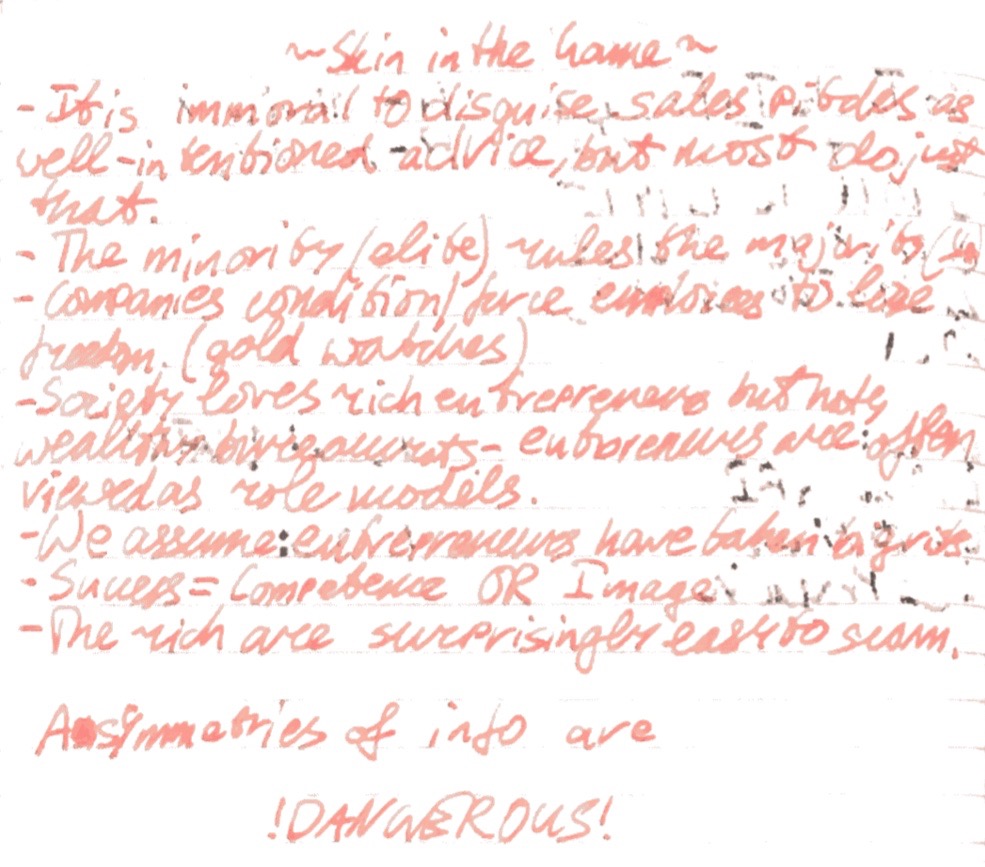 ~Skin in the Game~
- It is immoral to disguise sales pitches as
well-intentioned advice, but most do just
that.
- The minority (elite) rules the majority
- Companies condition/force employees to lose
freedom. (gold watches)
-Society loves rich entrepreneurs but hates
wealthy bureaucrats - entrepreneurs are often
viewed as role models.
-We assume entrepreneurs have taken big risks.
- Success = Competence OR Image
-The rich are surprisingly easy to scam.
Assymmetries of info are
!DANGEROUS!